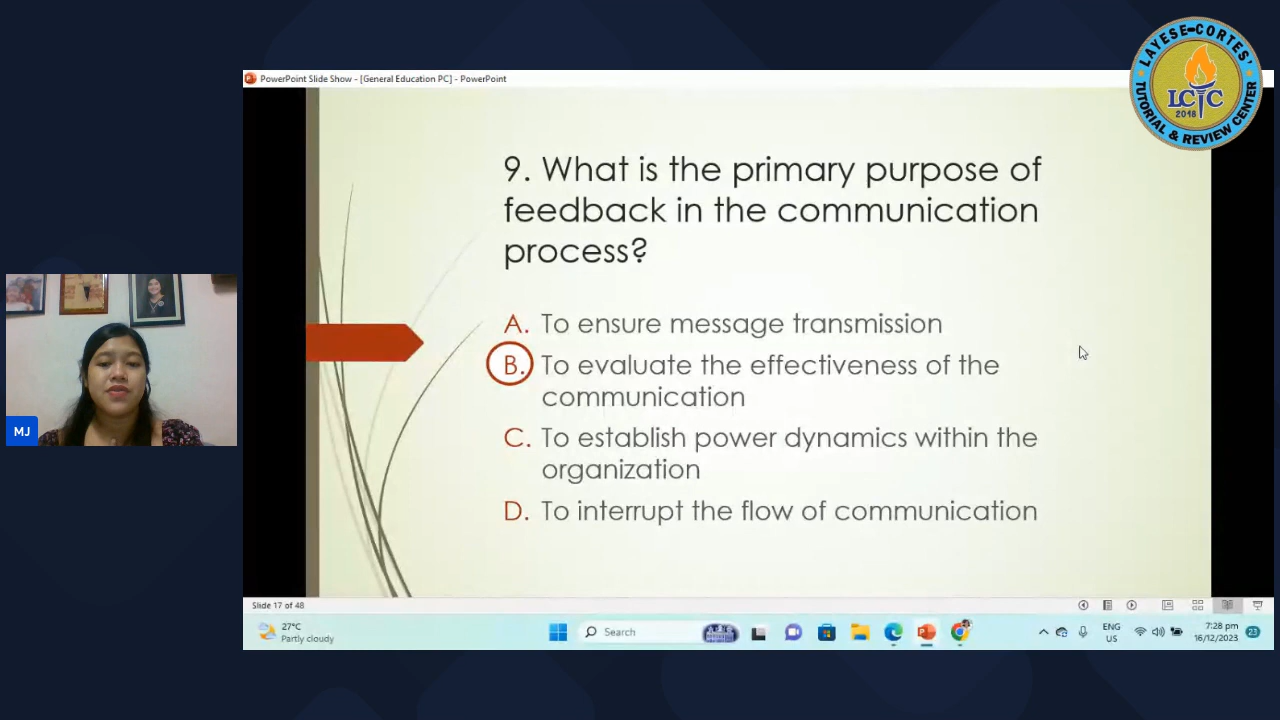 LAYESE-CORTES'
LCTC
2018
TUTORIAL & REVIEW CENTER
PowerPoint Slide Show - [General Education PC] - PowerPoint
9. What is the primary purpose of
feedback in the communication
process?
A. To ensure message transmission
B. To evaluate the effectiveness of the
communication
C. To establish power dynamics within the
organization
D. To interrupt the flow of communication
MJ
Slide 17 of 48
27°C
Partly cloudy
Search
ENG
US
7:28 pm
16/12/2023
23